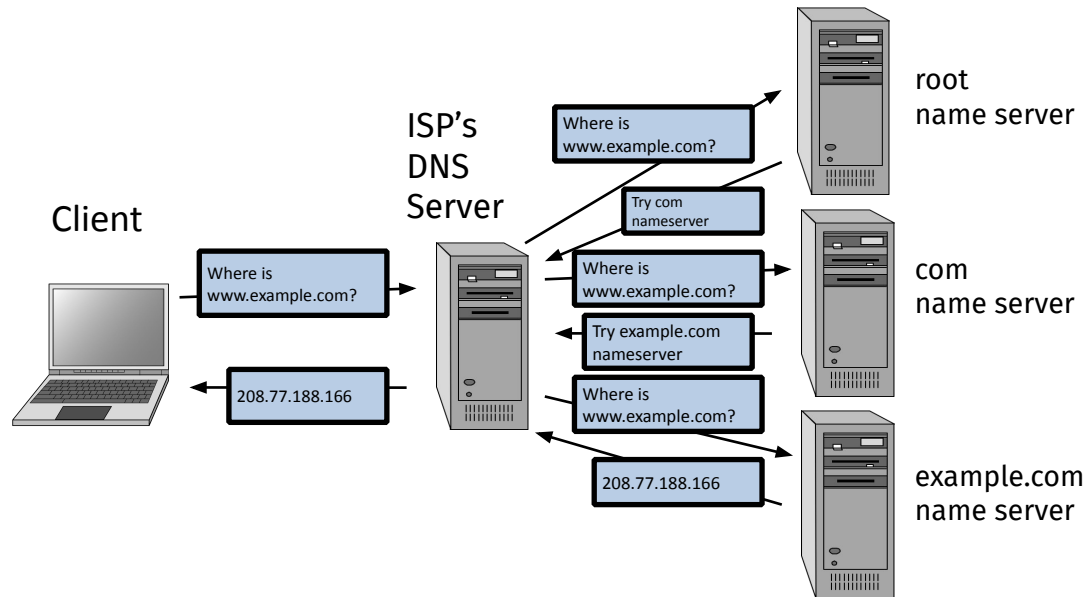 Client
Where is
www.example.com?
208.77.188.166
ISP's
DNS
Server
Where is
www.example.com?
Try com
nameserver
Where is
www.example.com?
Try example.com
nameserver
Where is
www.example.com?
208.77.188.166
root
name server
com
name server
example.com
name server